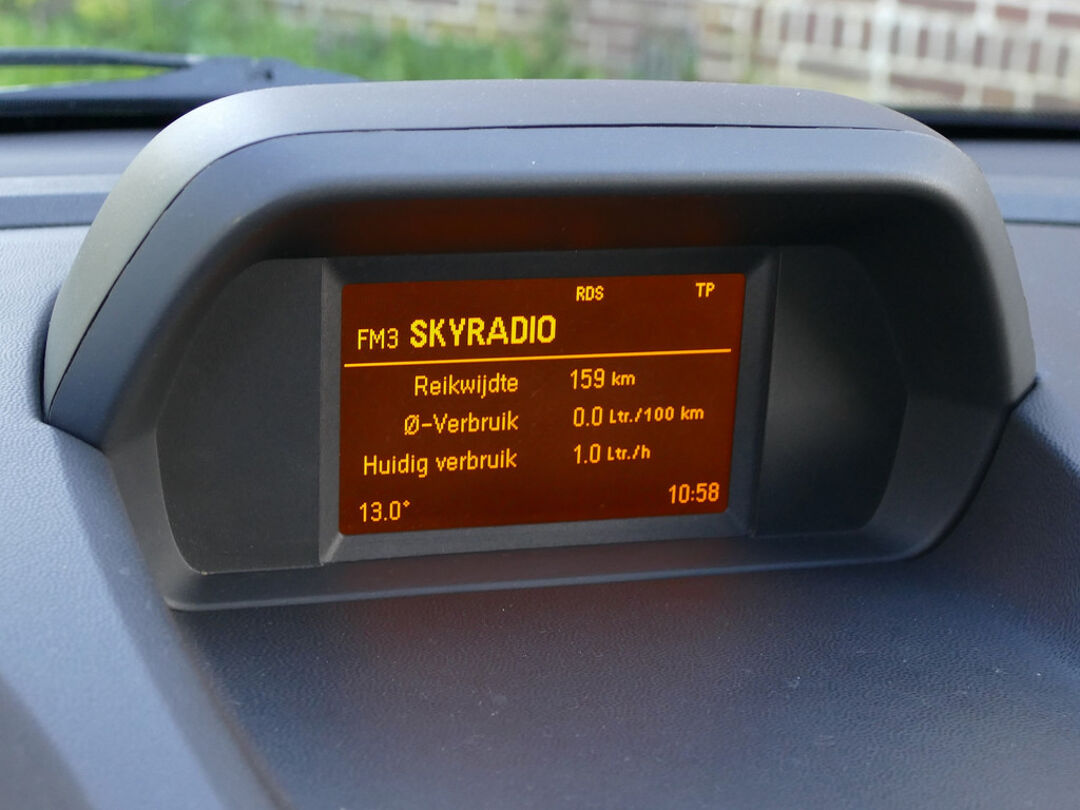 RDS TP
FM3 SKYRADIO
Reikwijdte 159 km
Ø-Verbruik 0.0 Ltr./100 km
Huidig verbruik 1.0 Ltr./h
13.0° 10:58